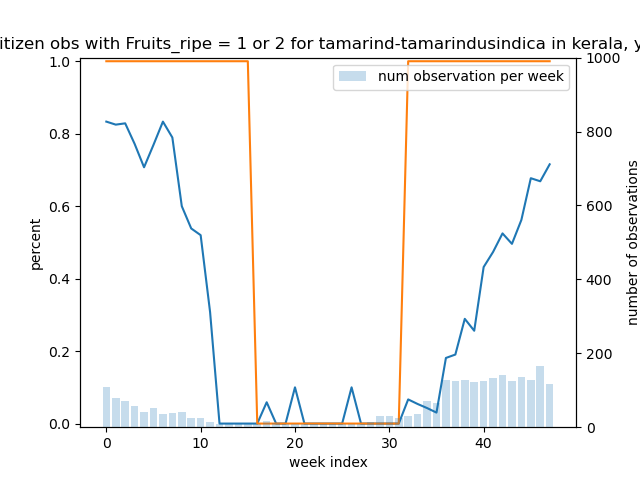 itizen obs with Fruits_ripe = 1 or 2 for tamarind-tamarindusindica in kerala, y
num observation per week
percent
number of observations
1.0
0.8
0.6
0.4
0.2
0.0
1000
800
600
400
200
0
0 10 20 30 40
week index